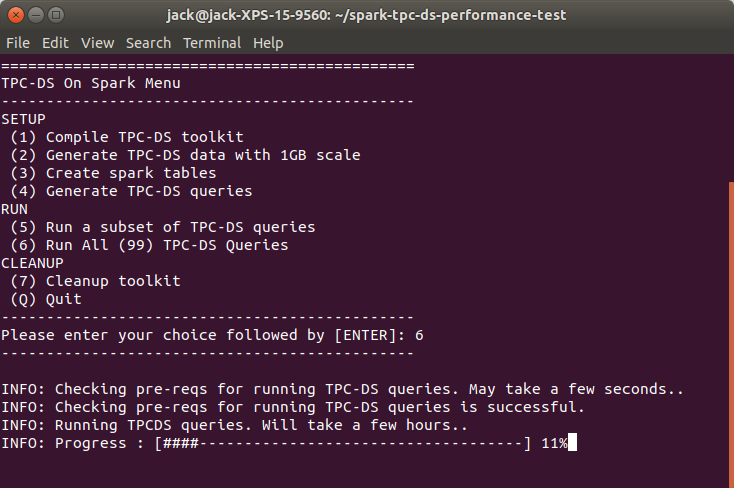 jack@jack-XPS-15-9560: ~/spark-tpc-ds-performance-test
File Edit View Search Terminal Help
==============================================
TPC-DS On Spark Menu
----------------------------------------------
SETUP
(1) Compile TPC-DS toolkit
(2) Generate TPC-DS data with 1GB scale
(3) Create spark tables
(4) Generate TPC-DS queries
RUN
(5) Run a subset of TPC-DS queries
(6) Run All (99) TPC-DS Queries
CLEANUP
(7) Cleanup toolkit
(Q) Quit
----------------------------------------------
Please enter your choice followed by [ENTER]: 6
----------------------------------------------
INFO: Checking pre-reqs for running TPC-DS queries. May take a few seconds..
INFO: Checking pre-reqs for running TPC-DS queries is successful.
INFO: Running TPCDS queries. Will take a few hours..
INFO: Progress : [####------------------------------------] 11%